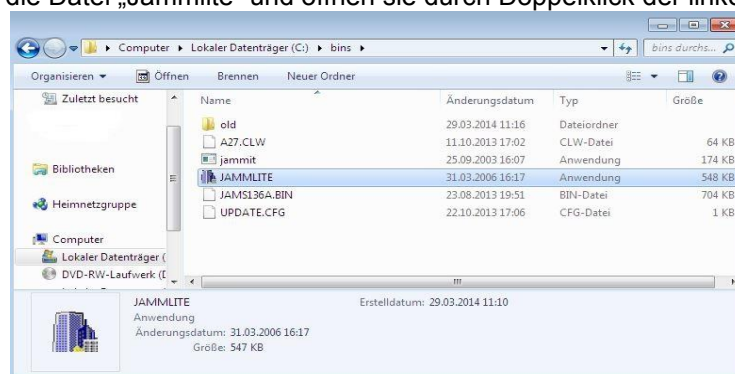 die Datei „Jammlite“ und öffnen sie durch Doppelklick der linke
Computer Lokaler Datenträger (C:) bins bins durchs...
Organisieren Öffnen Brennen Neuer Ordner
Zuletzt besucht Name Änderungsdatum Typ Größe
old 29.03.2014 11:16 Dateiordner
A27.CLW 11.10.2013 17:02 CLW-Datei 64 KB
jammit 25.09.2003 16:07 Anwendung 174 KB
Bibliotheken
JAMMLITE 31.03.2006 16:17 Anwendung 548 KB
JAMS136A.BIN 23.08.2013 19:51 BIN-Datei 704 KB
Heimnetzgruppe
UPDATE.CFG 22.10.2013 17:06 CFG-Datei 1 KB
Computer
Lokaler Datenträger (
DVD-RW-Laufwerk (
JAMMLITE Erstelldatum: 29.03.2014 11:10
Anwendung
Änderungsdatum: 31.03.2006 16:17
Größe: 547 KB